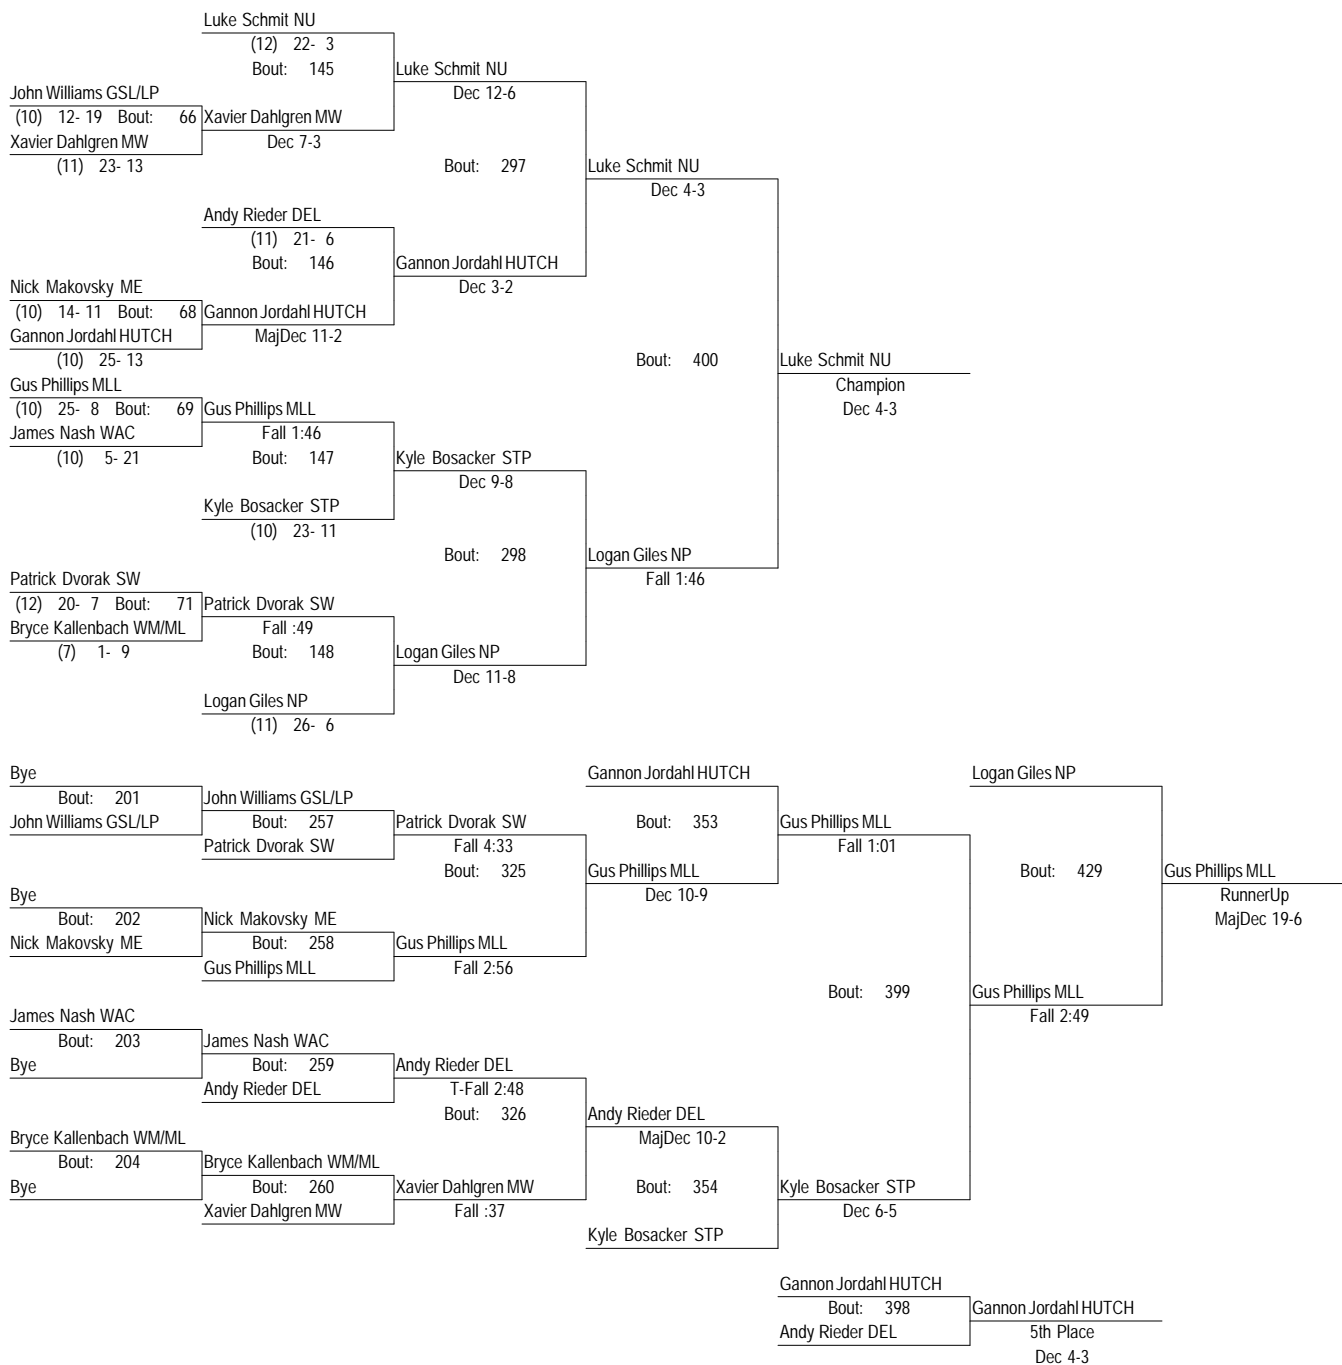 Luke Schmit NU
(12) 22- 3
Bout: 145
Luke Schmit NU
Dec 12-6
John Williams GSL/LP
(10) 12- 19 Bout: 66
Xavier Dahlgren MW
Xavier Dahlgren MW
Dec 7-3
(11) 23- 13
Bout: 297
Luke Schmit NU
Dec 4-3
Andy Rieder DEL
(11) 21- 6
Bout: 146
Gannon Jordahl HUTCH
Dec 3-2
Nick Makovsky ME
(10) 14- 11 Bout: 68
Gannon Jordahl HUTCH
Gannon Jordahl HUTCH
MajDec 11-2
(10) 25- 13
Bout: 400
Luke Schmit NU
Champion
Dec 4-3
Gus Phillips MLL
(10) 25- 8 Bout: 69
Gus Phillips MLL
James Nash WAC
Fall 1:46
(10) 5- 21
Bout: 147
Kyle Bosacker STP
Dec 9-8
Kyle Bosacker STP
(10) 23- 11
Bout: 298
Logan Giles NP
Fall 1:46
Patrick Dvorak SW
(12) 20- 7 Bout: 71
Patrick Dvorak SW
Bryce Kallenbach WM/ML
Fall :49
(7) 1- 9
Bout: 148
Logan Giles NP
Dec 11-8
Logan Giles NP
(11) 26- 6
Bye
Bout: 201
John Williams GSL/LP
John Williams GSL/LP
Bout: 257
Patrick Dvorak SW
Patrick Dvorak SW
Fall 4:33
Bout: 325
Gannon Jordahl HUTCH
Bout: 353
Gus Phillips MLL
Fall 1:01
Gus Phillips MLL
Dec 10-9
Logan Giles NP
Bout: 429
Gus Phillips MLL
RunnerUp
MajDec 19-6
Bye
Bout: 202
Nick Makovsky ME
Nick Makovsky ME
Bout: 258
Gus Phillips MLL
Gus Phillips MLL
Fall 2:56
Bout: 399
Gus Phillips MLL
Fall 2:49
James Nash WAC
Bout: 203
Bye
James Nash WAC
Bout: 259
Andy Rieder DEL
Andy Rieder DEL
T-Fall 2:48
Bout: 326
Andy Rieder DEL
MajDec 10-2
Bryce Kallenbach WM/ML
Bout: 204
Bye
Bryce Kallenbach WM/ML
Bout: 260
Xavier Dahlgren MW
Xavier Dahlgren MW
Fall :37
Bout: 354
Kyle Bosacker STP
Dec 6-5
Kyle Bosacker STP
Gannon Jordahl HUTCH
Bout: 398
Andy Rieder DEL
Gannon Jordahl HUTCH
5th Place
Dec 4-3